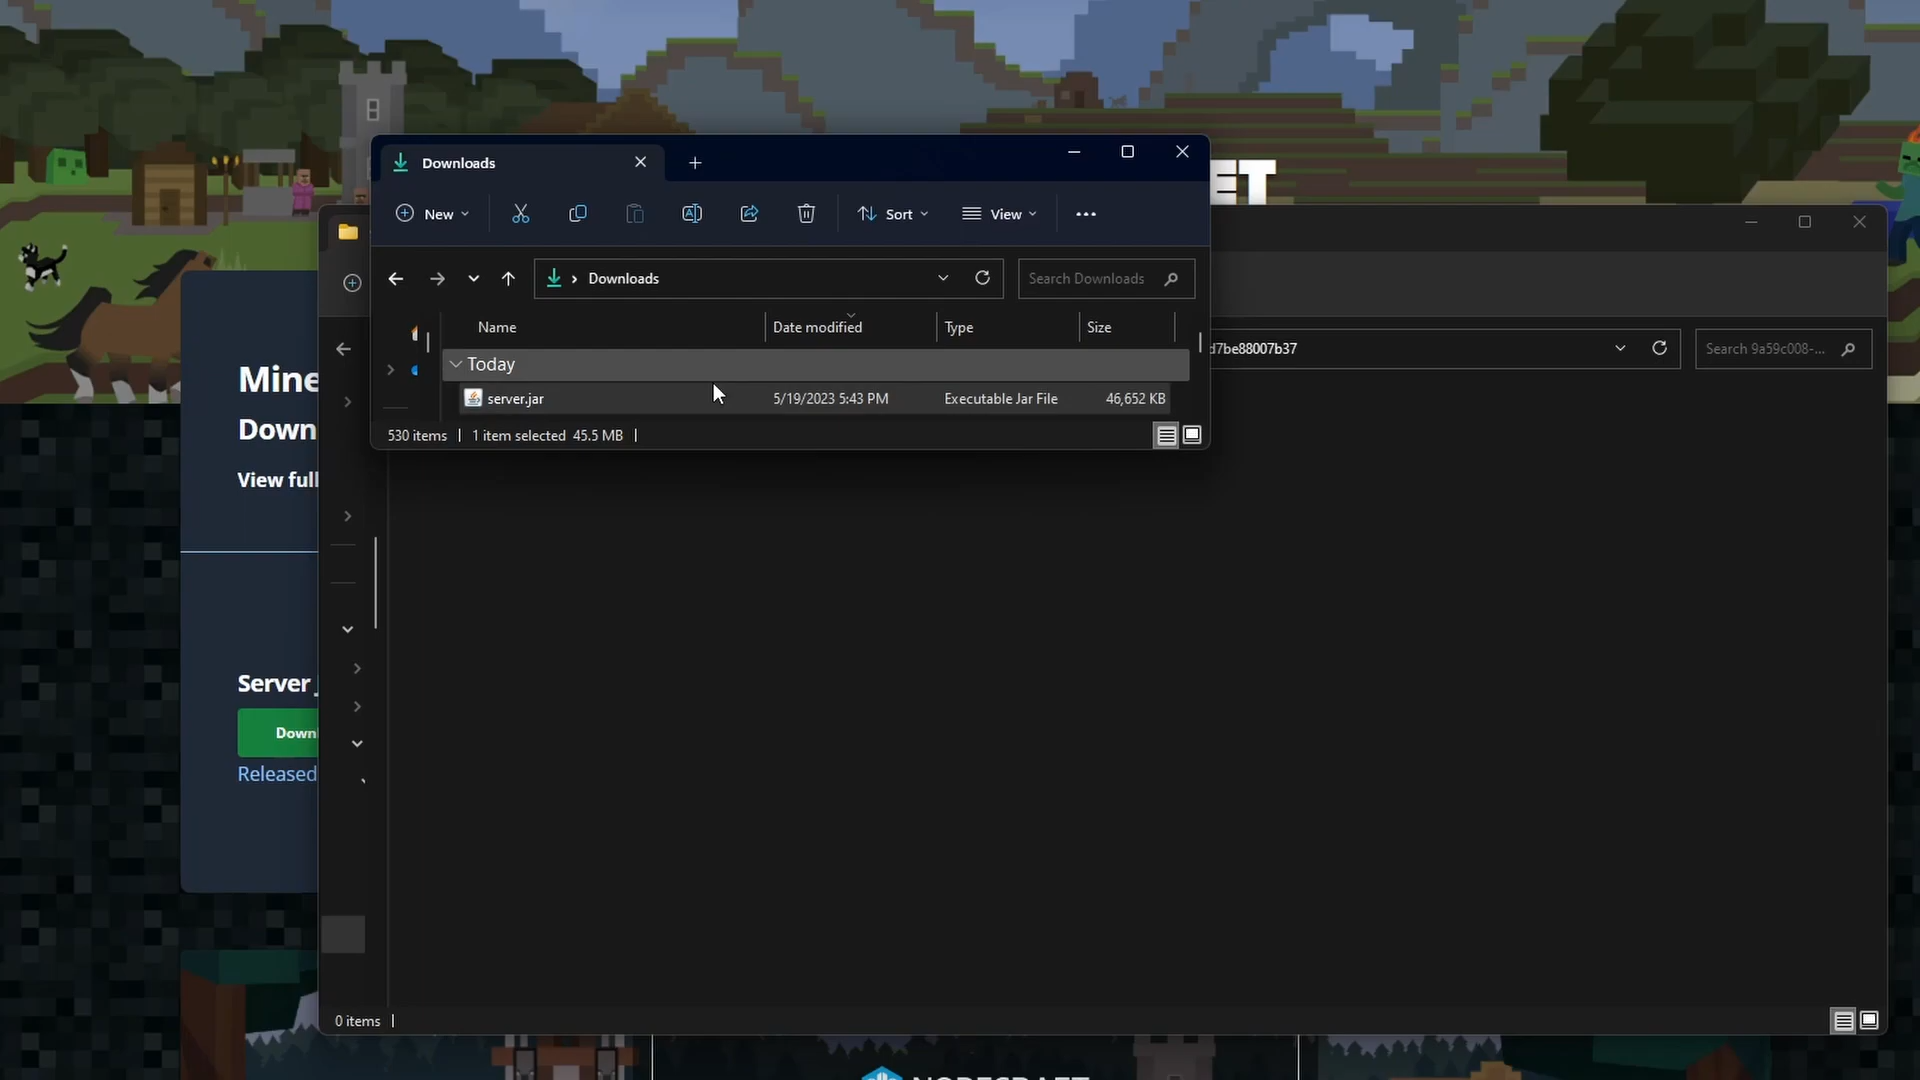 ET
Downloads
New
Sort
View
Downloads
Search Downloads
Name
Date modified
Type
Size
Today
server.jar
5/19/2023 5:43 PM
Executable Jar File
46,652 KB
530 items
1 item selected 45.5 MB
d7be88007b37
Search 9a59c008-...
Mine
Down
View full
Server
Down
Released
0 items